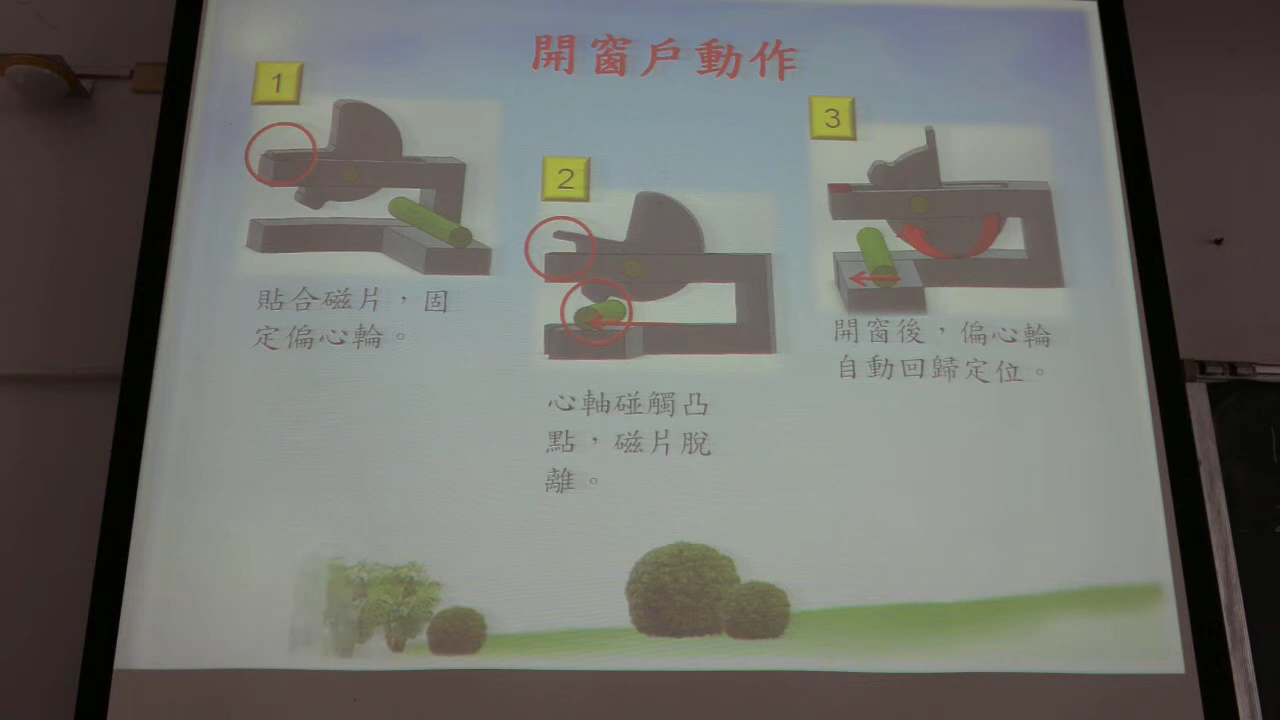 開窗戶動作
1
貼合磁片，固
定偏心輪。
2
心軸碰觸凸
點，磁片脫
離。
3
開窗後，偏心輪
自動回歸定位。